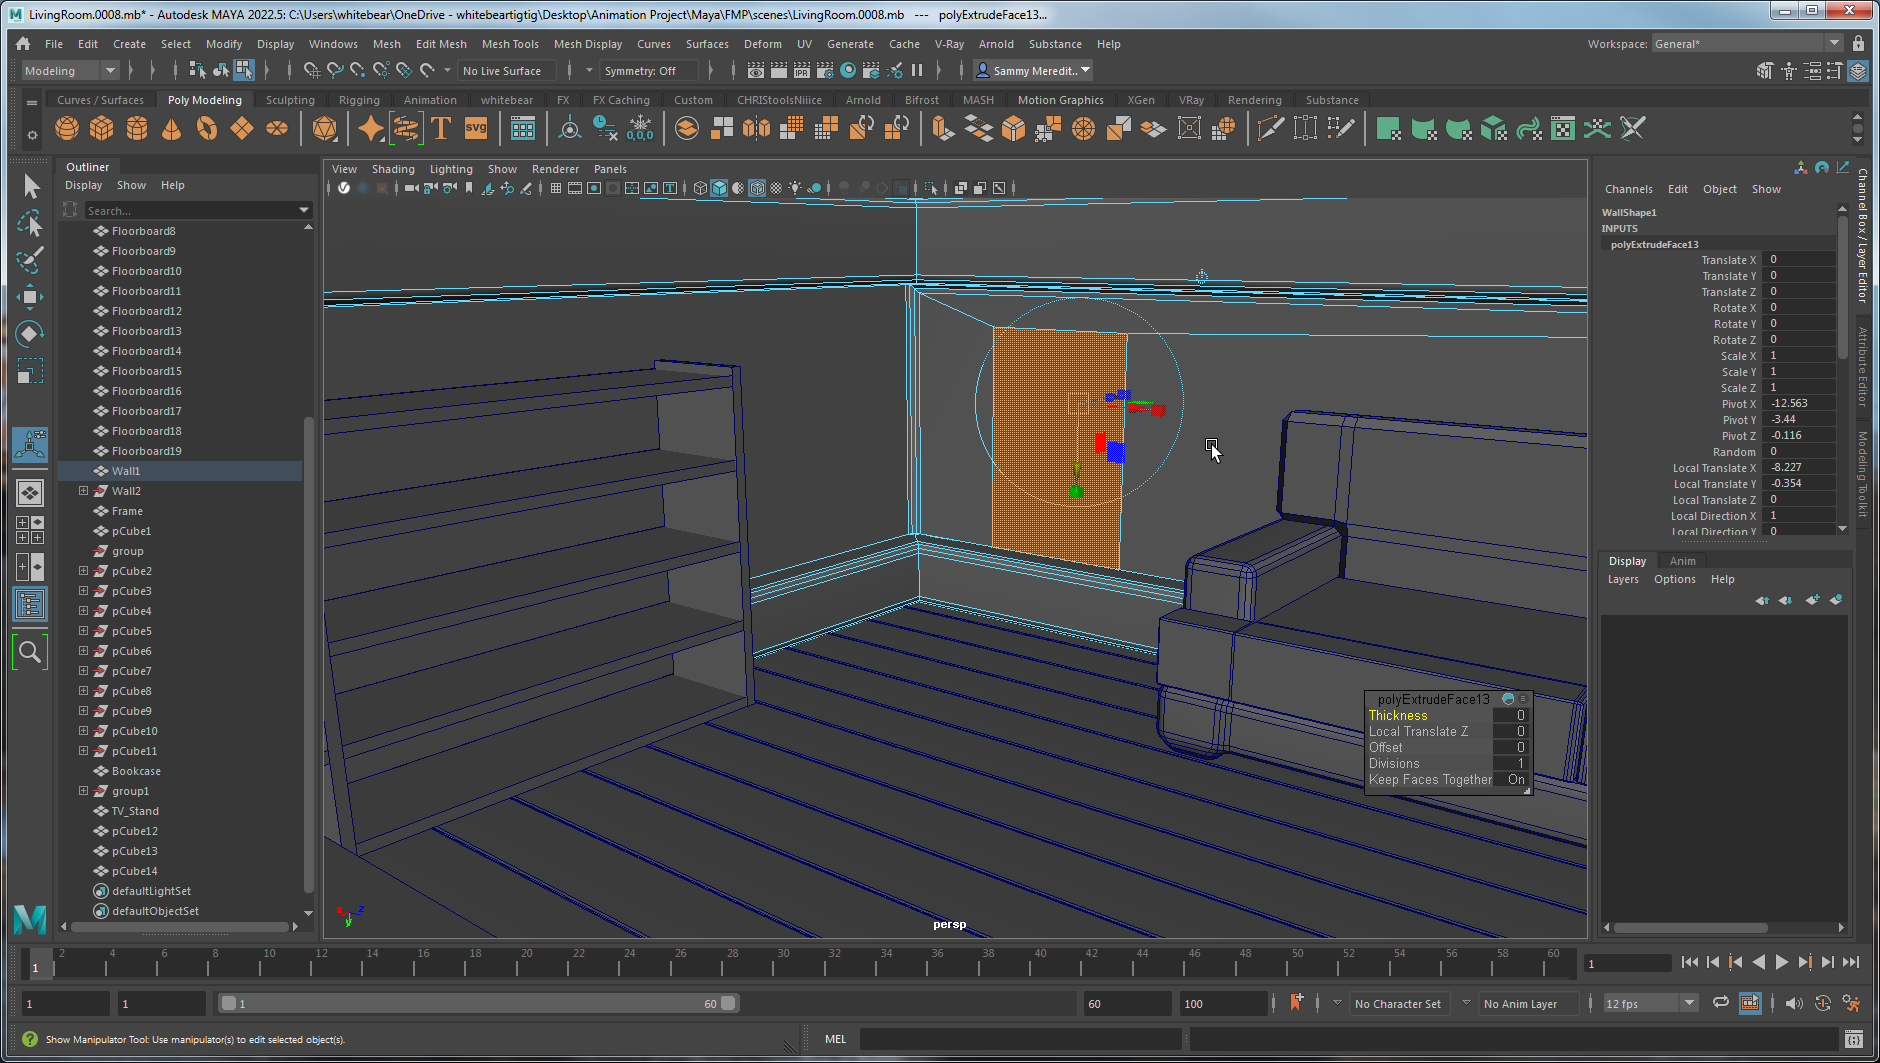 LivingRoom.0008.mb* - Autodesk MAYA 2022.5: C:\Users\whitebear\OneDrive - whitebeartigtig\Desktop\Animation Project\Maya\FMP\scenes\LivingRoom.0008.mb   ---   polyExtrudeFace13...
File Edit Create Select Modify Display Windows Mesh Edit Mesh Mesh Tools Mesh Display Curves Surfaces Deform UV Generate Cache V-Ray Arnold Substance Help
Workspace: General*
Modeling
No Live Surface
Symmetry: Off
IPR
Sammy Meredit..
Curves / Surfaces Poly Modeling Sculpting Rigging Animation whitebear FX FX Caching Custom CHRIStoolsNiiice Arnold Bifrost MASH Motion Graphics XGen VRay Rendering Substance
T
svg
0,0,0
Outliner
Display Show Help
Search...
Floorboard8
Floorboard9
Floorboard10
Floorboard11
Floorboard12
Floorboard13
Floorboard14
Floorboard15
Floorboard16
Floorboard17
Floorboard18
Floorboard19
Wall1
Wall2
Frame
pCube1
group
pCube2
pCube3
pCube4
pCube5
pCube6
pCube7
pCube8
pCube9
pCube10
pCube11
Bookcase
group1
TV_Stand
pCube12
pCube13
pCube14
defaultLightSet
defaultObjectSet
View Shading Lighting Show Renderer Panels
polyExtrudeFace13
Thickness 0
Local Translate Z 0
Offset 0
Divisions 1
Keep Faces Together On
x z
y
persp
Channels Edit Object Show
WallShape1
INPUTS
polyExtrudeFace13
Translate X 0
Translate Y 0
Translate Z 0
Rotate X 0
Rotate Y 0
Rotate Z 0
Scale X 1
Scale Y 1
Scale Z 1
Pivot X -12.563
Pivot Y -3.44
Pivot Z -0.116
Random 0
Local Translate X -8.227
Local Translate Y -0.354
Local Translate Z 0
Local Direction X 1
Local Direction Y 0
Display Anim
Layers Options Help
Channel Box / Layer Editor
Attribute Editor
Modeling Toolkit
1 2 4 6 8 10 12 14 16 18 20 22 24 26 28 30 32 34 36 38 40 42 44 46 48 50 52 54 56 58 60
1
1 1 1 60 60 100
No Character Set
No Anim Layer
12 fps
Show Manipulator Tool: Use manipulator(s) to edit selected object(s).
MEL